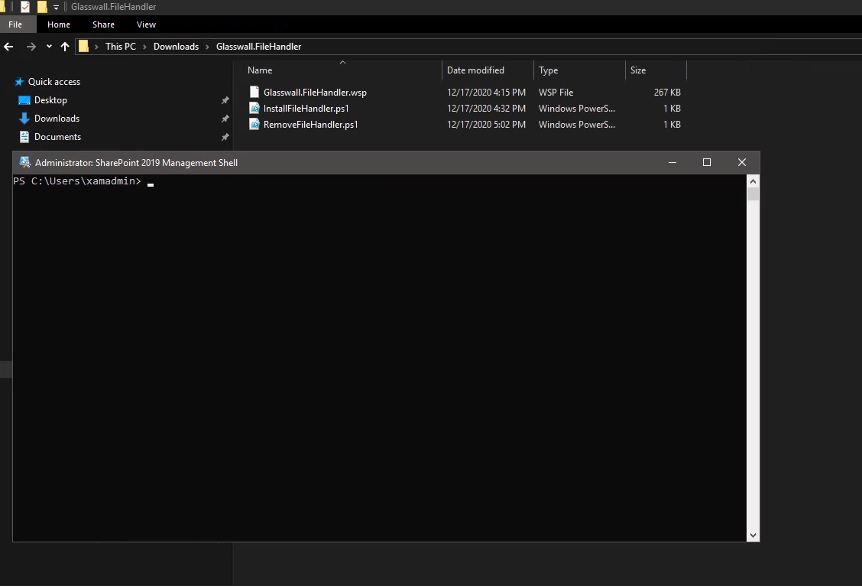 Glasswall.FileHandler
File Home Share View
This PC Downloads Glasswall.FileHandler
Name Date modified Type Size
Quick access
Desktop
Downloads
Documents
Glasswall.FileHandler.wsp 12/17/2020 4:15 PM WSP File 267 KB
InstallFileHandler.ps1 12/17/2020 4:32 PM Windows PowerS... 1 KB
RemoveFileHandler.ps1 12/17/2020 5:02 PM Windows PowerS... 1 KB
Administrator: SharePoint 2019 Management Shell
PS C:\Users\xamadmin> _